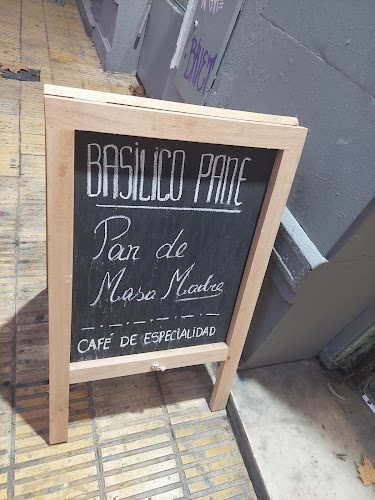 BASILICO PANE
Pan de
Masa Madre
CAFÉ DE ESPECIALIDAD